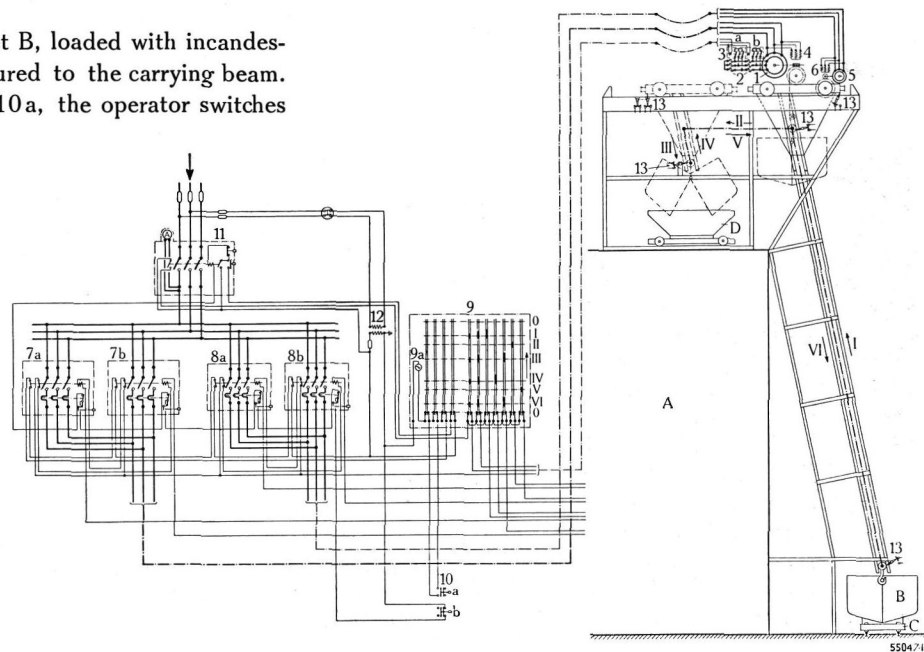 t B, loaded with incandes-
ured to the carrying beam.
10a, the operator switches
a b
3 4
2 1 6 5
13 13
II 13
III IV V
13
D
A 11
12 9
0
I
II
9a III
7a 7b 8a 8b
IV
V
VI
0
VI I
A
13
10
a
b
B
C